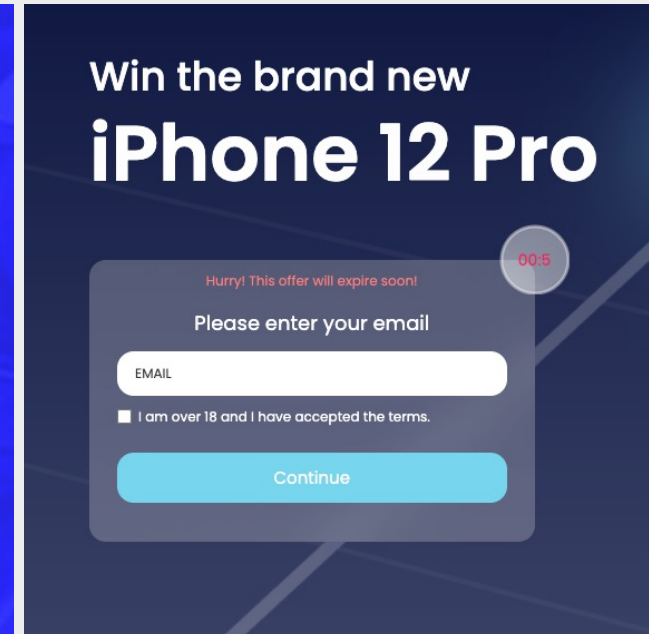 Win the brand new
iPhone 12 Pro
00:5
Hurry! This offer will expire soon!
Please enter your email
EMAIL
I am over 18 and I have accepted the terms.
Continue